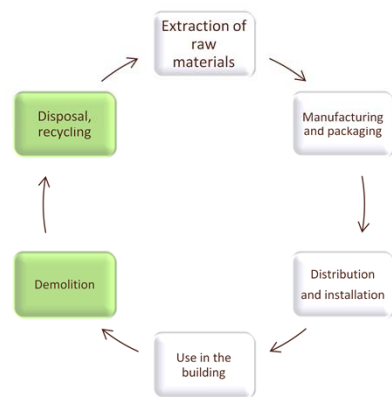 Extraction of
raw
materials
Manufacturing
and packaging
Distribution
and installation
Use in the
building
Demolition
Disposal,
recycling